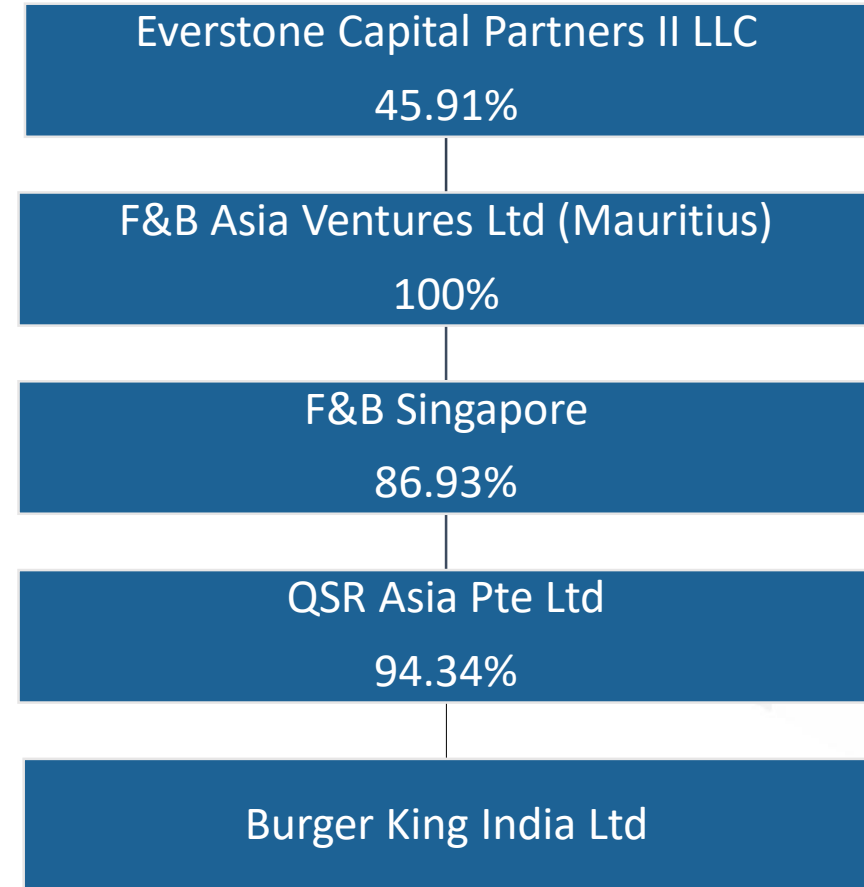 Everstone Capital Partners II LLC
45.91%
F&B Asia Ventures Ltd (Mauritius)
100%
F&B Singapore
86.93%
QSR Asia Pte Ltd
94.34%
Burger King India Ltd